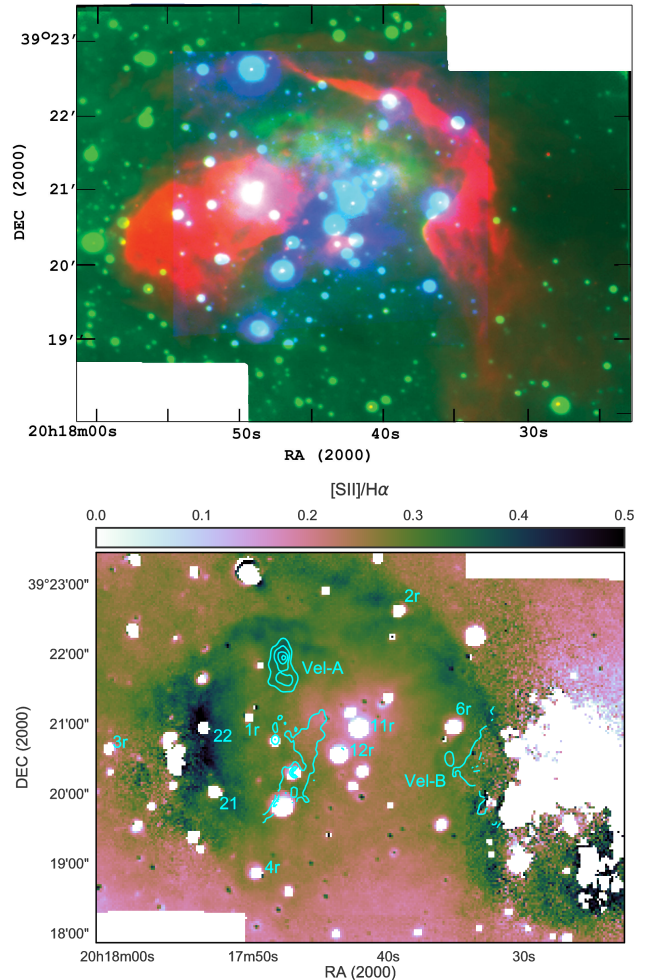 39°23′
22′
21′
20′
19′
DEC (2000)
20h18m00s 50s 40s 30s
RA (2000)
[SII]/Hα
0.0 0.1 0.2 0.3 0.4 0.5
39°23'00"
22'00"
21'00"
20'00"
19'00"
18'00"
DEC (2000)
2r
Vel-A
1r
11r
6r
3r
22
12r
Vel-B
21
4r
20h18m00s 17m50s 40s 30s
RA (2000)